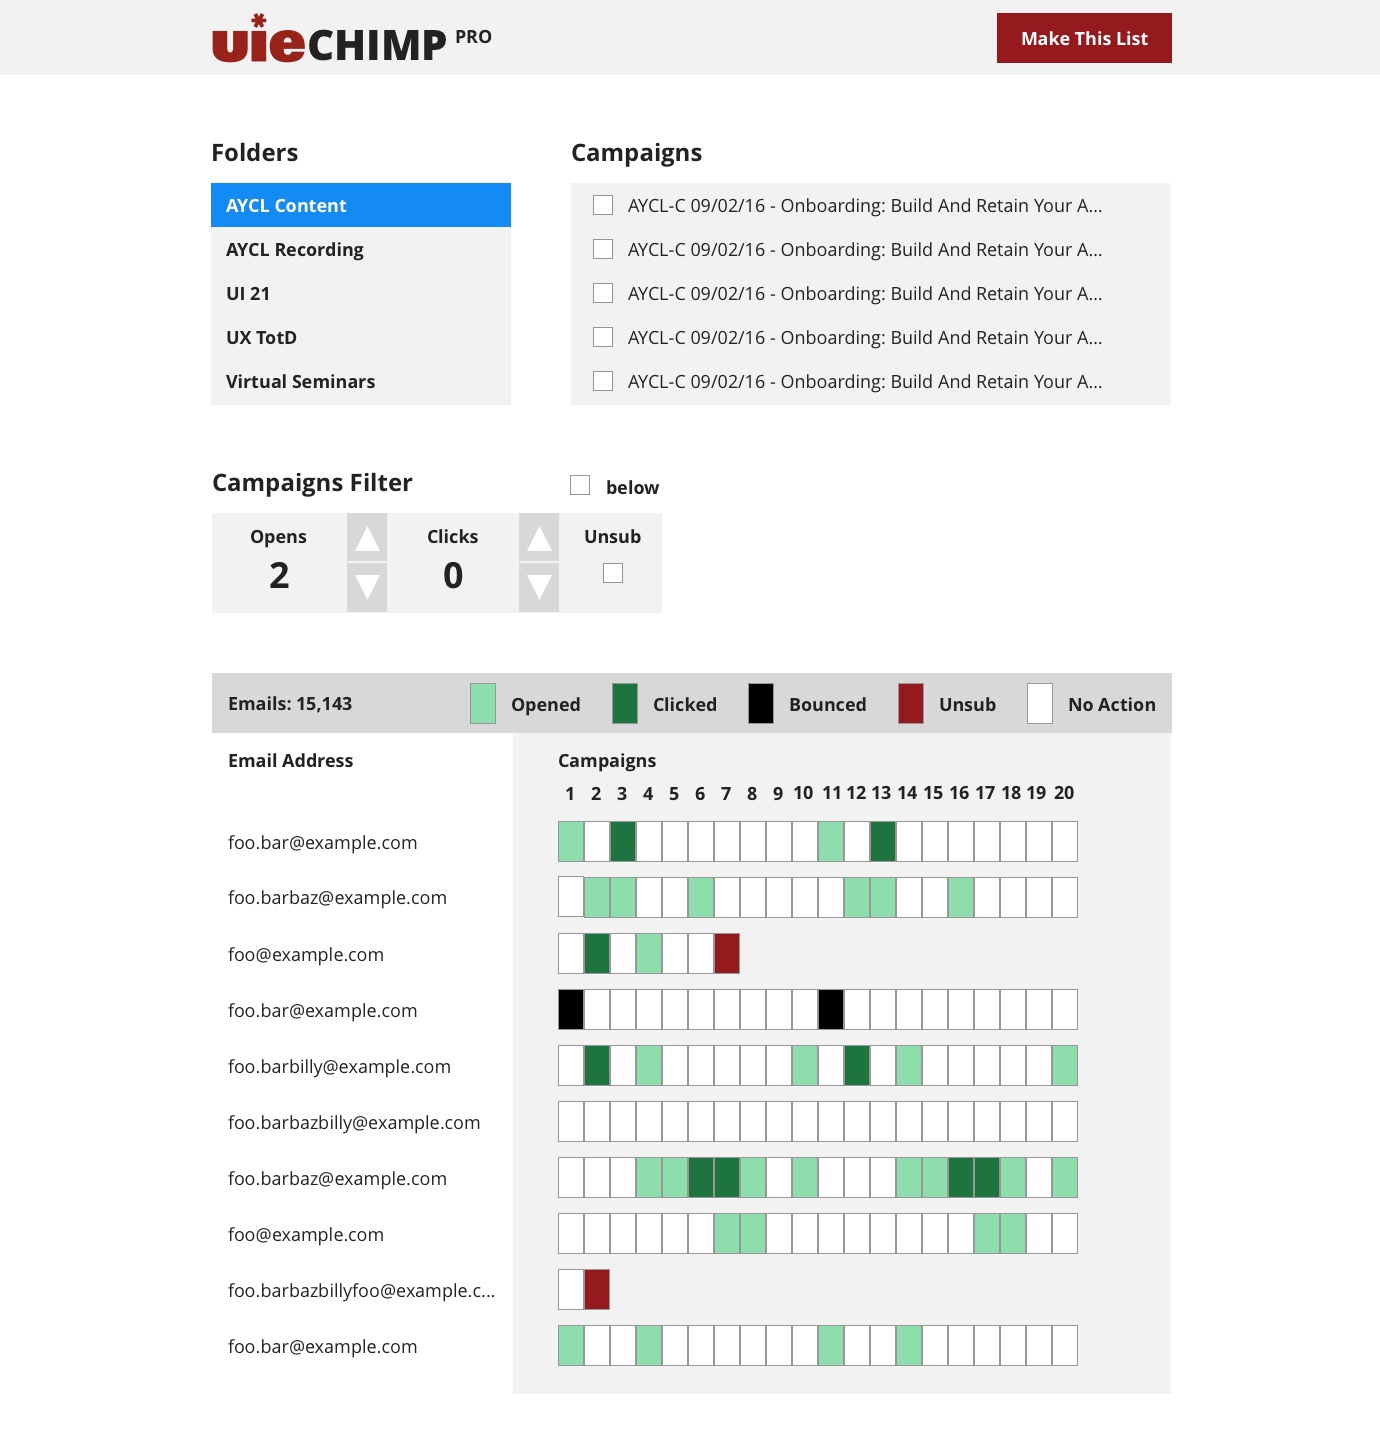 uieCHIMP PRO
Make This List
Folders
AYCL Content
AYCL Recording
UI 21
UX TotD
Virtual Seminars
Campaigns
AYCL-C 09/02/16 - Onboarding: Build And Retain Your A...
AYCL-C 09/02/16 - Onboarding: Build And Retain Your A...
AYCL-C 09/02/16 - Onboarding: Build And Retain Your A...
AYCL-C 09/02/16 - Onboarding: Build And Retain Your A...
AYCL-C 09/02/16 - Onboarding: Build And Retain Your A...
Campaigns Filter
below
Opens
2
Clicks
0
Unsub
Emails: 15,143
Opened
Clicked
Bounced
Unsub
No Action
Email Address
Campaigns
1 2 3 4 5 6 7 8 9 10 11 12 13 14 15 16 17 18 19 20
foo.bar@example.com
foo.barbaz@example.com
foo@example.com
foo.bar@example.com
foo.barbilly@example.com
foo.barbazbilly@example.com
foo.barbaz@example.com
foo@example.com
foo.barbazbillyfoo@example.c...
foo.bar@example.com